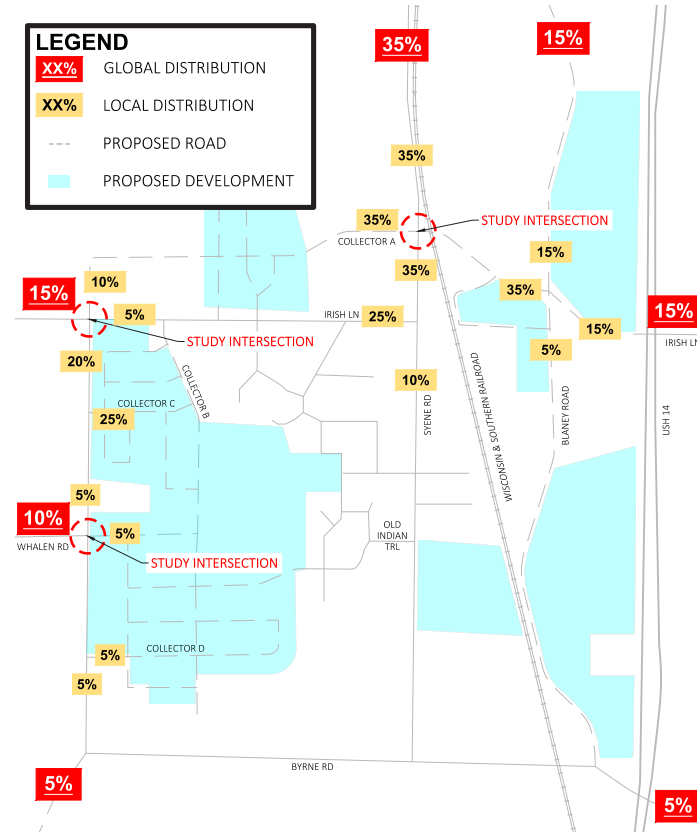 35%
15%
LEGEND
XX%
GLOBAL DISTRIBUTION
XX%
LOCAL DISTRIBUTION
PROPOSED ROAD
PROPOSED DEVELOPMENT
35%
35%
STUDY INTERSECTION
COLLECTOR A
15%
35%
10%
15%
35%
5%
IRISH LN
25%
15%
15%
IRISH LN
STUDY INTERSECTION
5%
20%
COLLECTOR B
10%
COLLECTOR C
25%
SYENE RD
WISCONSIN & SOUTHERN RAILROAD
BLANEY ROAD
USH 14
5%
10%
5%
WHALEN RD
OLD
INDIAN
TRL
STUDY INTERSECTION
COLLECTOR D
5%
5%
BYRNE RD
5%
5%